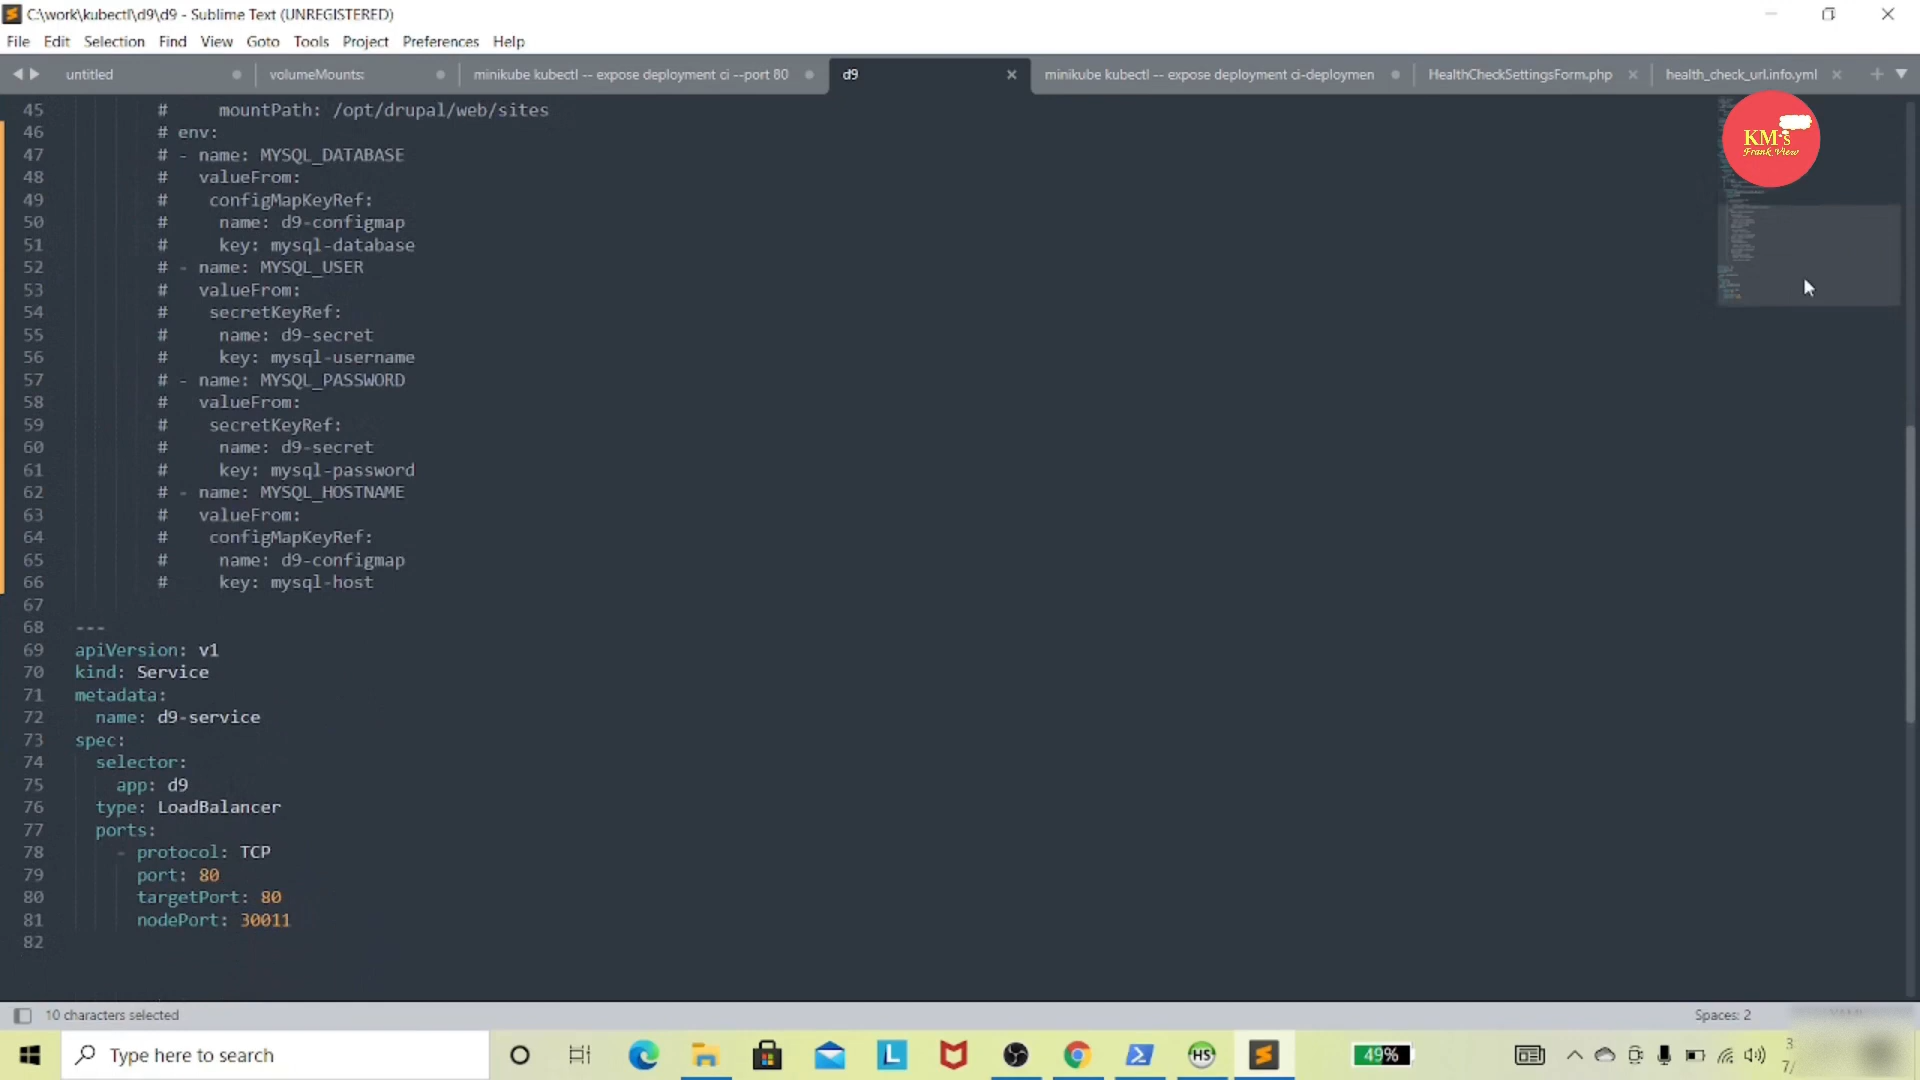 C:\work\kubectl\d9\d9 - Sublime Text (UNREGISTERED)
File Edit Selection Find View Goto Tools Project Preferences Help
untitled volumeMounts: minikube kubectl -- expose deployment ci --port 80 d9 minikube kubectl -- expose deployment ci-deploymen HealthCheckSettingsForm.php health_check_url.info.yml
KM's
Frank View
45 # mountPath: /opt/drupal/web/sites
46 # env:
47 # - name: MYSQL_DATABASE
48 # valueFrom:
49 # configMapKeyRef:
50 # name: d9-configmap
51 # key: mysql-database
52 # - name: MYSQL_USER
53 # valueFrom:
54 # secretKeyRef:
55 # name: d9-secret
56 # key: mysql-username
57 # - name: MYSQL_PASSWORD
58 # valueFrom:
59 # secretKeyRef:
60 # name: d9-secret
61 # key: mysql-password
62 # - name: MYSQL_HOSTNAME
63 # valueFrom:
64 # configMapKeyRef:
65 # name: d9-configmap
66 # key: mysql-host
67
68 ---
69 apiVersion: v1
70 kind: Service
71 metadata:
72 name: d9-service
73 spec:
74 selector:
75 app: d9
76 type: LoadBalancer
77 ports:
78 - protocol: TCP
79 port: 80
80 targetPort: 80
81 nodePort: 30011
82
10 characters selected Spaces: 2
Type here to search L HS 49%